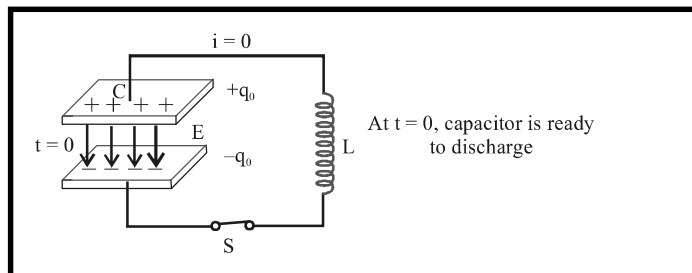 i = 0
C
+ + + +
+q₀
t = 0
E
− − − −
−q₀
L
S
At t = 0, capacitor is ready
to discharge